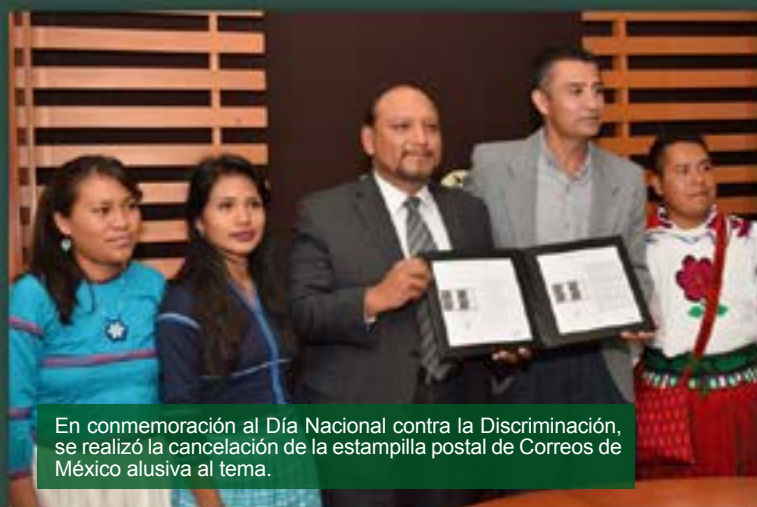 En conmemoración al Día Nacional contra la Discriminación,
se realizó la cancelación de la estampilla postal de Correos de
México alusiva al tema.